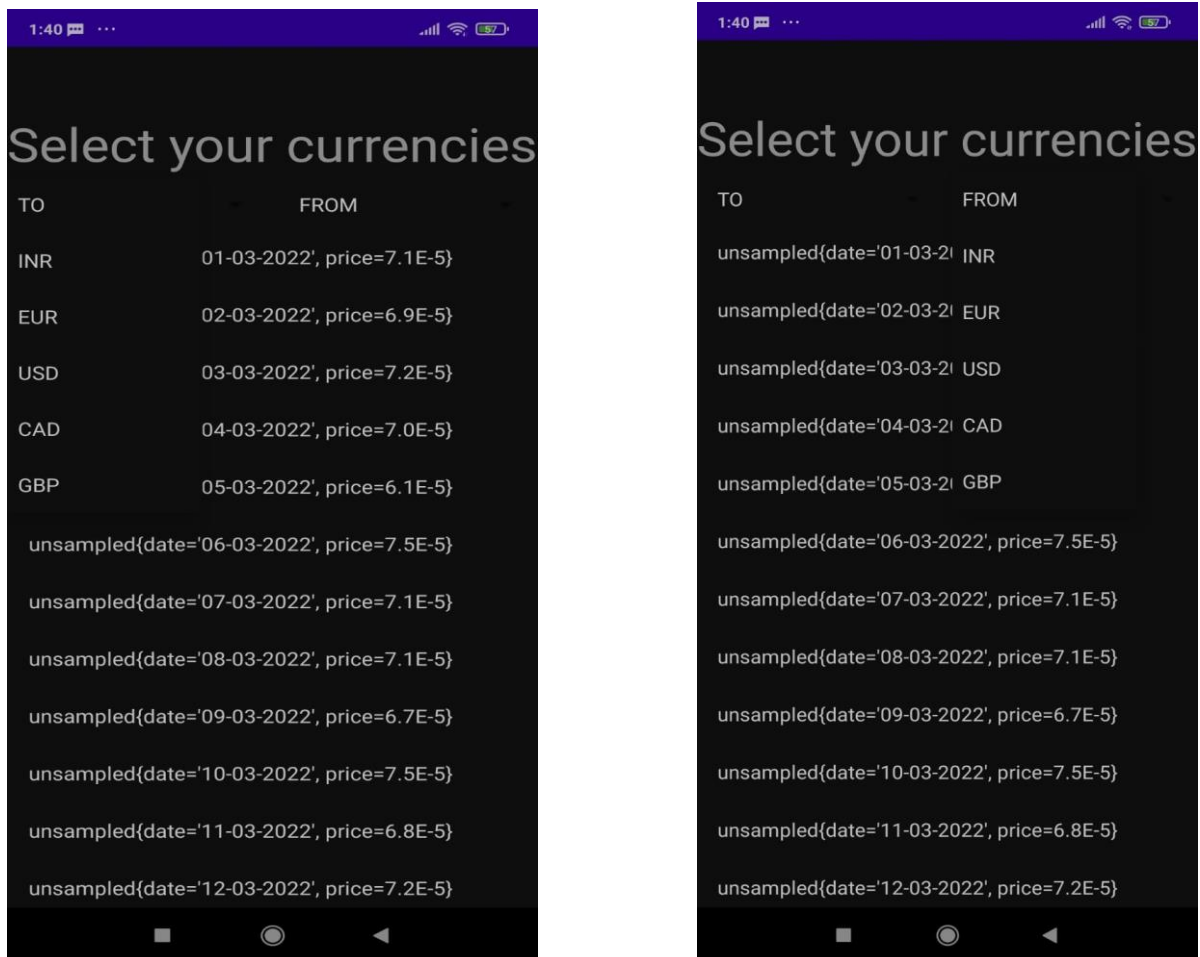 1:40 ...
57
Select your currencies
TO FROM
INR 01-03-2022', price=7.1E-5}
EUR 02-03-2022', price=6.9E-5}
USD 03-03-2022', price=7.2E-5}
CAD 04-03-2022', price=7.0E-5}
GBP 05-03-2022', price=6.1E-5}
unsampled{date='06-03-2022', price=7.5E-5}
unsampled{date='07-03-2022', price=7.1E-5}
unsampled{date='08-03-2022', price=7.1E-5}
unsampled{date='09-03-2022', price=6.7E-5}
unsampled{date='10-03-2022', price=7.5E-5}
unsampled{date='11-03-2022', price=6.8E-5}
unsampled{date='12-03-2022', price=7.2E-5}
1:40 ...
57
Select your currencies
TO FROM
unsampled{date='01-03-2 INR
unsampled{date='02-03-2 EUR
unsampled{date='03-03-2 USD
unsampled{date='04-03-2 CAD
unsampled{date='05-03-2 GBP
unsampled{date='06-03-2022', price=7.5E-5}
unsampled{date='07-03-2022', price=7.1E-5}
unsampled{date='08-03-2022', price=7.1E-5}
unsampled{date='09-03-2022', price=6.7E-5}
unsampled{date='10-03-2022', price=7.5E-5}
unsampled{date='11-03-2022', price=6.8E-5}
unsampled{date='12-03-2022', price=7.2E-5}